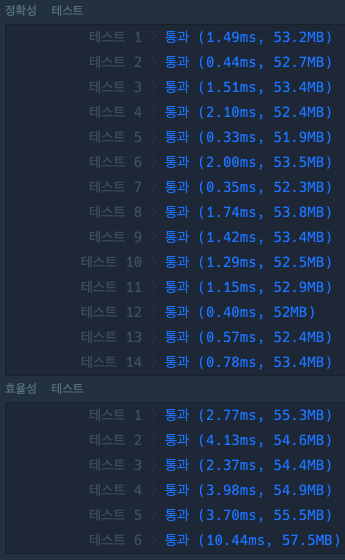 정확성 테스트
테스트 1 〉 통과 (1.49ms, 53.2MB)
테스트 2 〉 통과 (0.44ms, 52.7MB)
테스트 3 〉 통과 (1.51ms, 53.4MB)
테스트 4 〉 통과 (2.10ms, 52.4MB)
테스트 5 〉 통과 (0.33ms, 51.9MB)
테스트 6 〉 통과 (2.00ms, 53.5MB)
테스트 7 〉 통과 (0.35ms, 52.3MB)
테스트 8 〉 통과 (1.74ms, 53.8MB)
테스트 9 〉 통과 (1.42ms, 53.4MB)
테스트 10 〉 통과 (1.29ms, 52.5MB)
테스트 11 〉 통과 (1.15ms, 52.9MB)
테스트 12 〉 통과 (0.40ms, 52MB)
테스트 13 〉 통과 (0.57ms, 52.4MB)
테스트 14 〉 통과 (0.78ms, 53.4MB)
효율성 테스트
테스트 1 〉 통과 (2.77ms, 55.3MB)
테스트 2 〉 통과 (4.13ms, 54.6MB)
테스트 3 〉 통과 (2.37ms, 54.4MB)
테스트 4 〉 통과 (3.98ms, 54.9MB)
테스트 5 〉 통과 (3.70ms, 55.5MB)
테스트 6 〉 통과 (10.44ms, 57.5MB)